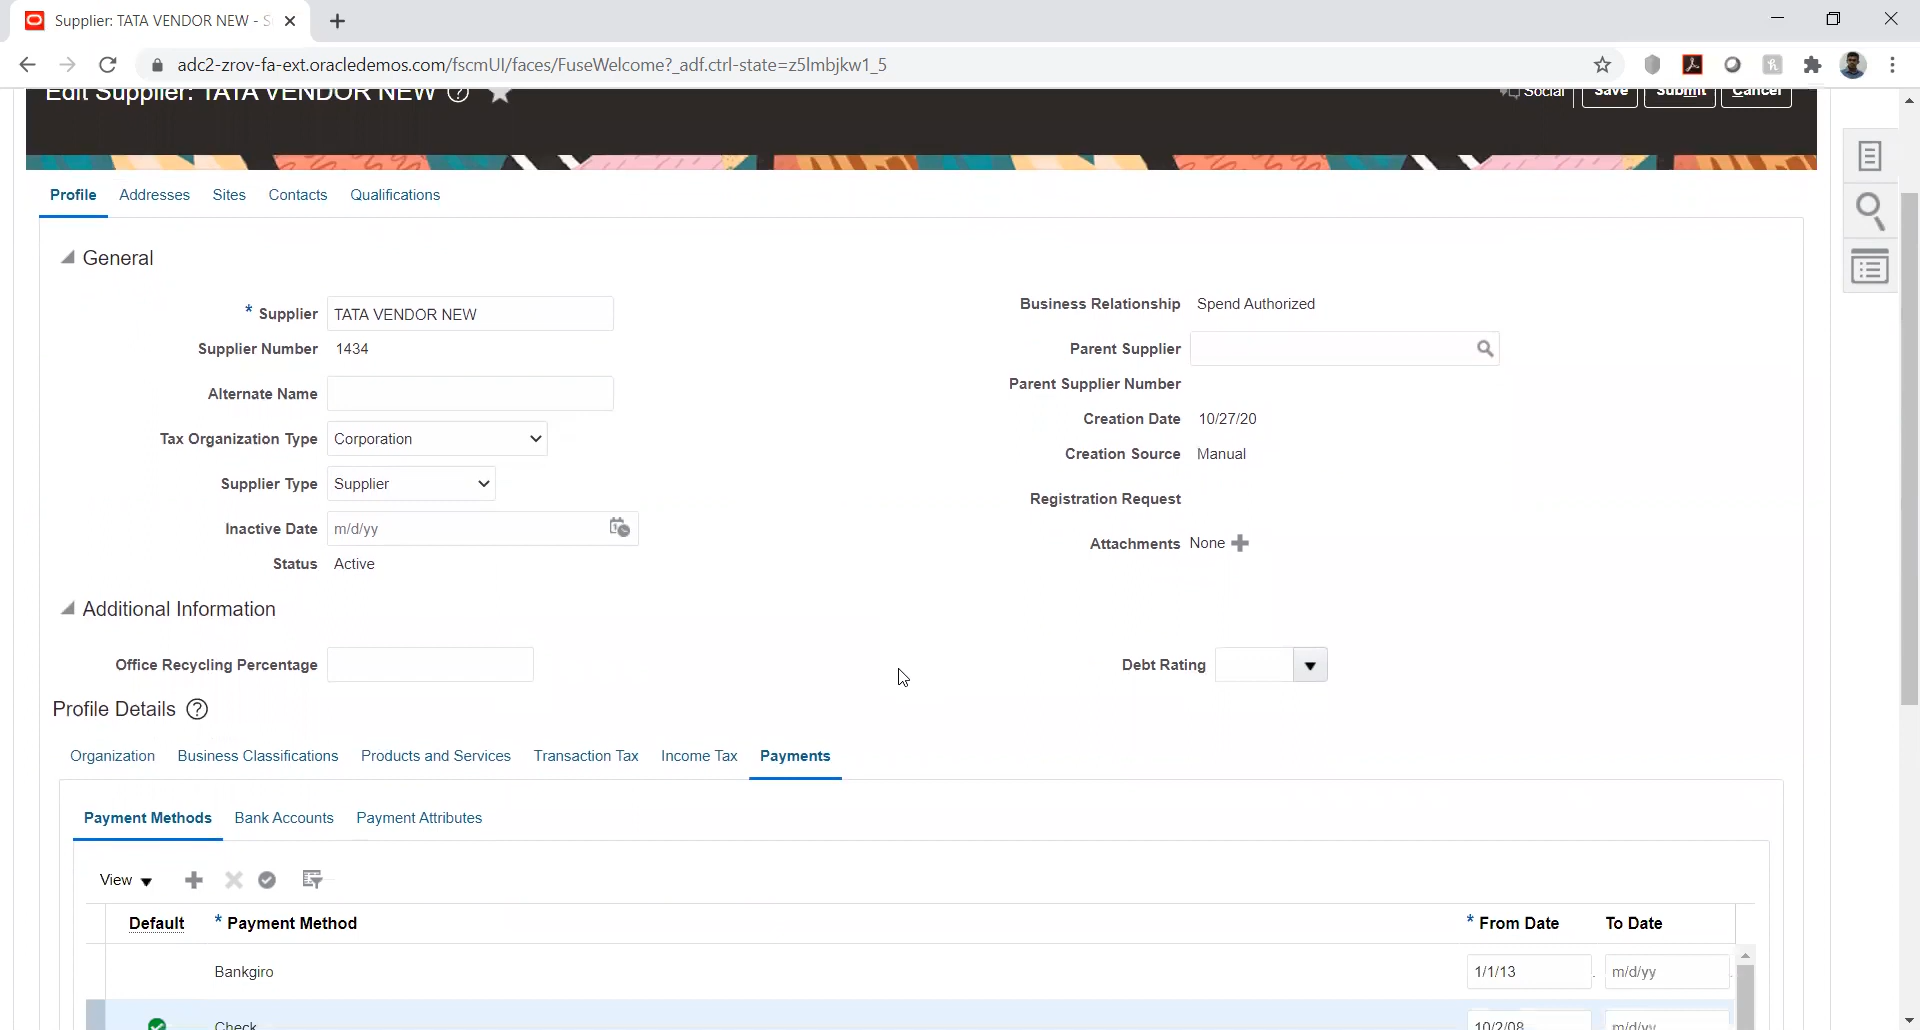 Supplier: TATA VENDOR NEW - S
adc2-zrov-fa-ext.oracledemos.com/fscmUI/faces/FuseWelcome?_adf.ctrl-state=z5lmbjkw1_5
Edit Supplier: TATA VENDOR NEW ?
Social Save Submit Cancel
Profile Addresses Sites Contacts Qualifications
General
* Supplier TATA VENDOR NEW
Supplier Number 1434
Alternate Name
Tax Organization Type Corporation
Supplier Type Supplier
Inactive Date m/d/yy
Status Active
Business Relationship Spend Authorized
Parent Supplier
Parent Supplier Number
Creation Date 10/27/20
Creation Source Manual
Registration Request
Attachments None
Additional Information
Office Recycling Percentage
Debt Rating
Profile Details ?
Organization Business Classifications Products and Services Transaction Tax Income Tax Payments
Payment Methods Bank Accounts Payment Attributes
View
Default * Payment Method * From Date To Date
Bankgiro 1/1/13 m/d/yy
Check 10/2/08 m/d/yy